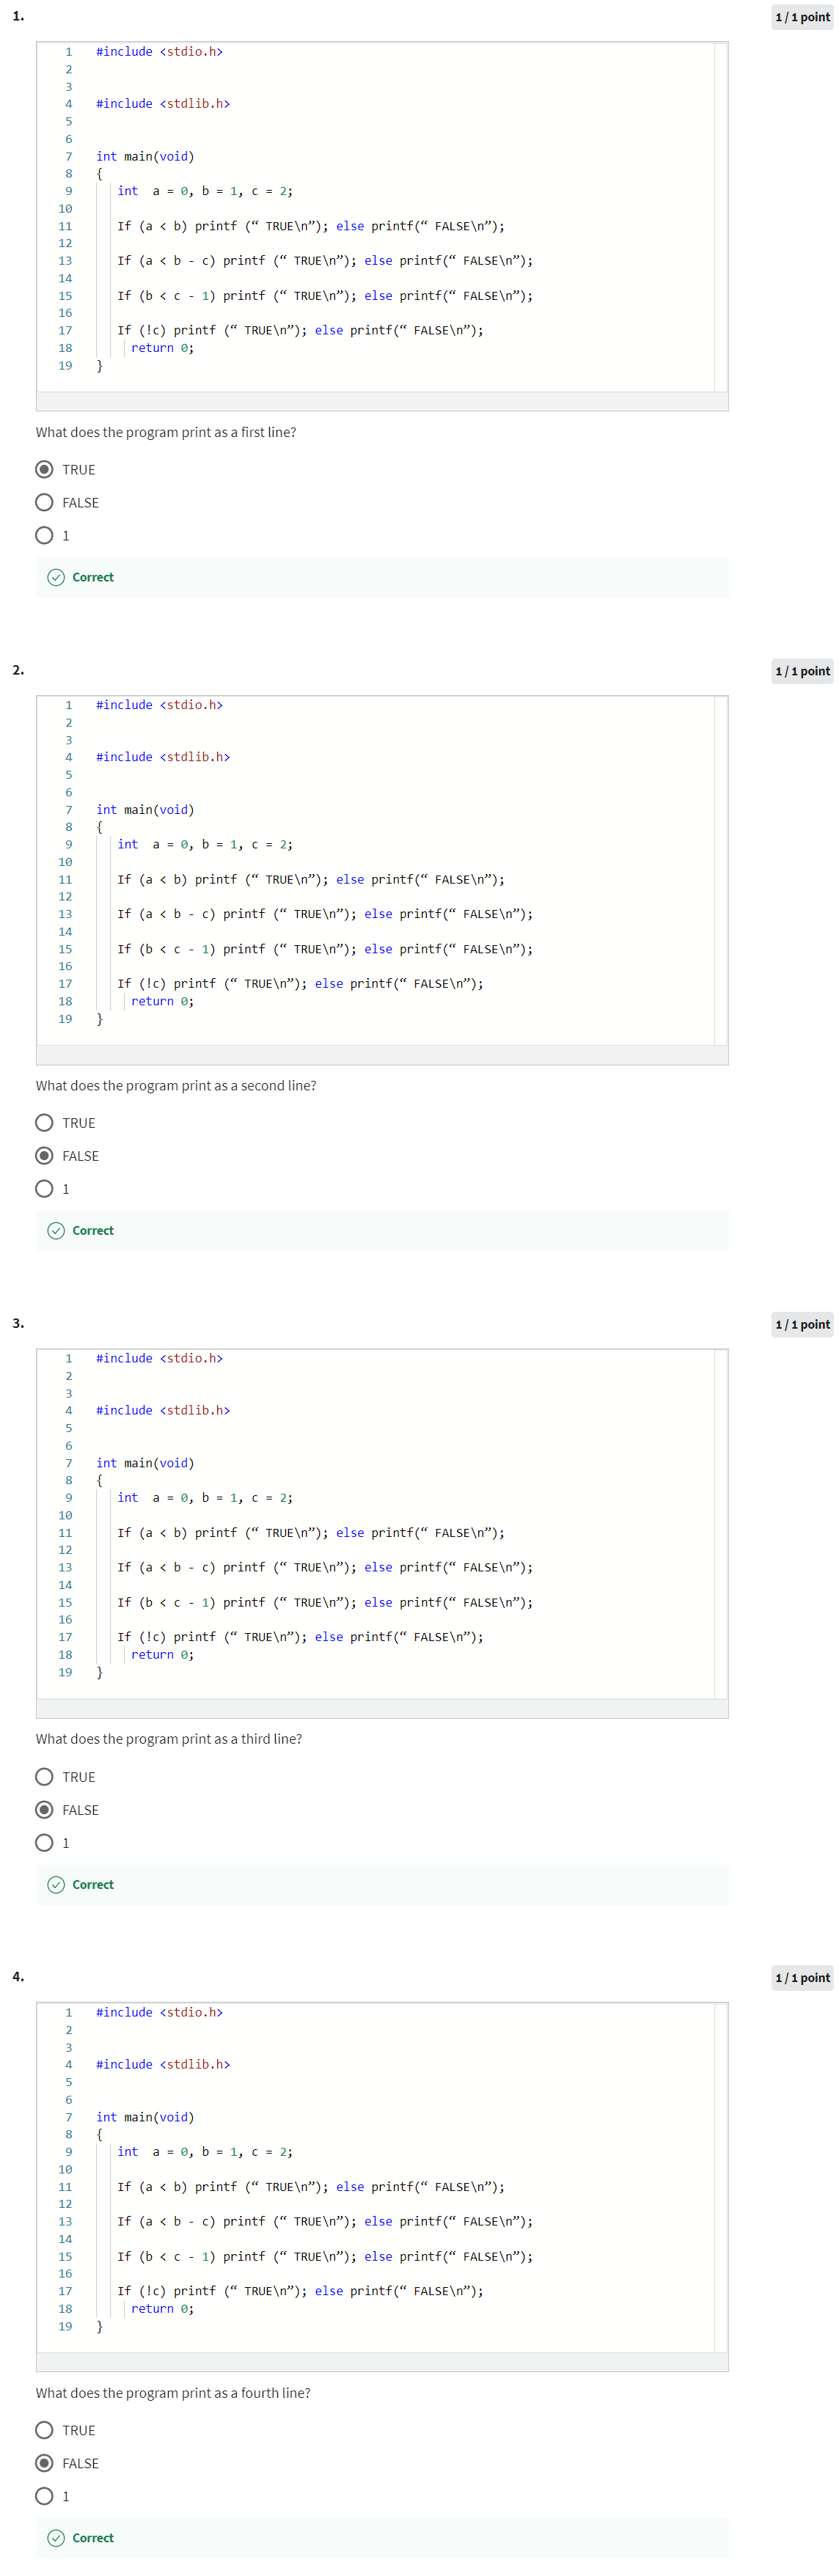 1.
1 / 1 point
1 #include <stdio.h>
2
3
4 #include <stdlib.h>
5
6
7 int main(void)
8 {
9 int  a = 0, b = 1, c = 2;
10
11 If (a < b) printf (“ TRUE\n”); else printf(“ FALSE\n”);
12
13 If (a < b - c) printf (“ TRUE\n”); else printf(“ FALSE\n”);
14
15 If (b < c - 1) printf (“ TRUE\n”); else printf(“ FALSE\n”);
16
17 If (!c) printf (“ TRUE\n”); else printf(“ FALSE\n”);
18 return 0;
19 }
What does the program print as a first line?
TRUE
FALSE
1
Correct
2.
1 / 1 point
1 #include <stdio.h>
2
3
4 #include <stdlib.h>
5
6
7 int main(void)
8 {
9 int  a = 0, b = 1, c = 2;
10
11 If (a < b) printf (“ TRUE\n”); else printf(“ FALSE\n”);
12
13 If (a < b - c) printf (“ TRUE\n”); else printf(“ FALSE\n”);
14
15 If (b < c - 1) printf (“ TRUE\n”); else printf(“ FALSE\n”);
16
17 If (!c) printf (“ TRUE\n”); else printf(“ FALSE\n”);
18 return 0;
19 }
What does the program print as a second line?
TRUE
FALSE
1
Correct
3.
1 / 1 point
1 #include <stdio.h>
2
3
4 #include <stdlib.h>
5
6
7 int main(void)
8 {
9 int  a = 0, b = 1, c = 2;
10
11 If (a < b) printf (“ TRUE\n”); else printf(“ FALSE\n”);
12
13 If (a < b - c) printf (“ TRUE\n”); else printf(“ FALSE\n”);
14
15 If (b < c - 1) printf (“ TRUE\n”); else printf(“ FALSE\n”);
16
17 If (!c) printf (“ TRUE\n”); else printf(“ FALSE\n”);
18 return 0;
19 }
What does the program print as a third line?
TRUE
FALSE
1
Correct
4.
1 / 1 point
1 #include <stdio.h>
2
3
4 #include <stdlib.h>
5
6
7 int main(void)
8 {
9 int  a = 0, b = 1, c = 2;
10
11 If (a < b) printf (“ TRUE\n”); else printf(“ FALSE\n”);
12
13 If (a < b - c) printf (“ TRUE\n”); else printf(“ FALSE\n”);
14
15 If (b < c - 1) printf (“ TRUE\n”); else printf(“ FALSE\n”);
16
17 If (!c) printf (“ TRUE\n”); else printf(“ FALSE\n”);
18 return 0;
19 }
What does the program print as a fourth line?
TRUE
FALSE
1
Correct